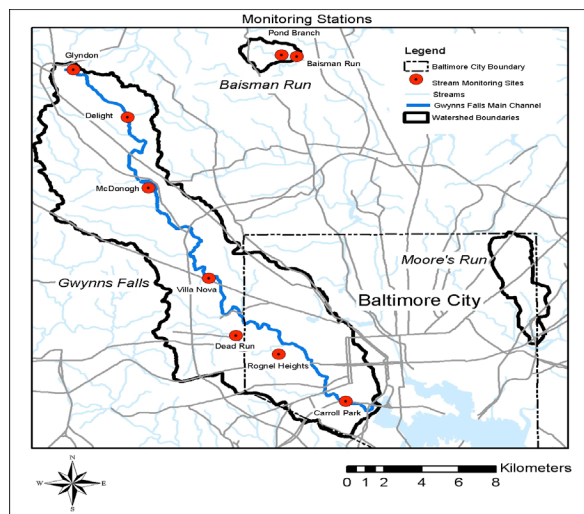 Monitoring Stations
Pond Branch
Glyndon
Baisman Run
Baisman Run
Legend
Baltimore City Boundary
Stream Monitoring Sites
Streams
Gwynns Falls Main Channel
Watershed Boundaries
Delight
McDonogh
Moore's Run
Gwynns Falls
Villa Nova
Baltimore City
Dead Run
Rognel Heights
Carroll Park
N
W
E
S
Kilometers
0 1 2 4 6 8